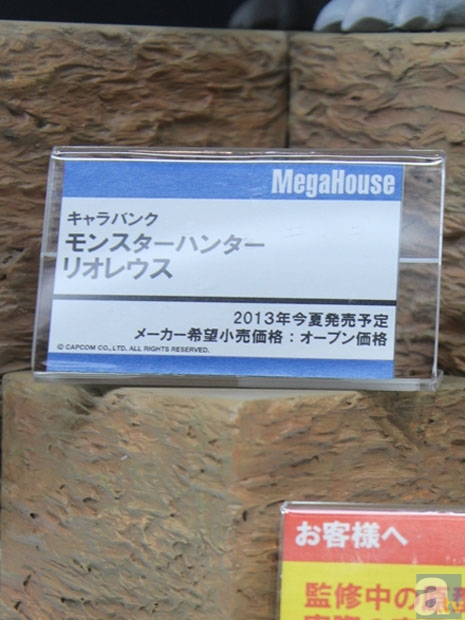 MegaHouse
キャラバンク
モンスターハンター
リオレウス
2013年今夏発売予定
メーカー希望小売価格：オープン価格
© CAPCOM CO., LTD. ALL RIGHTS RESERVED.
お客様へ
監修中の
a